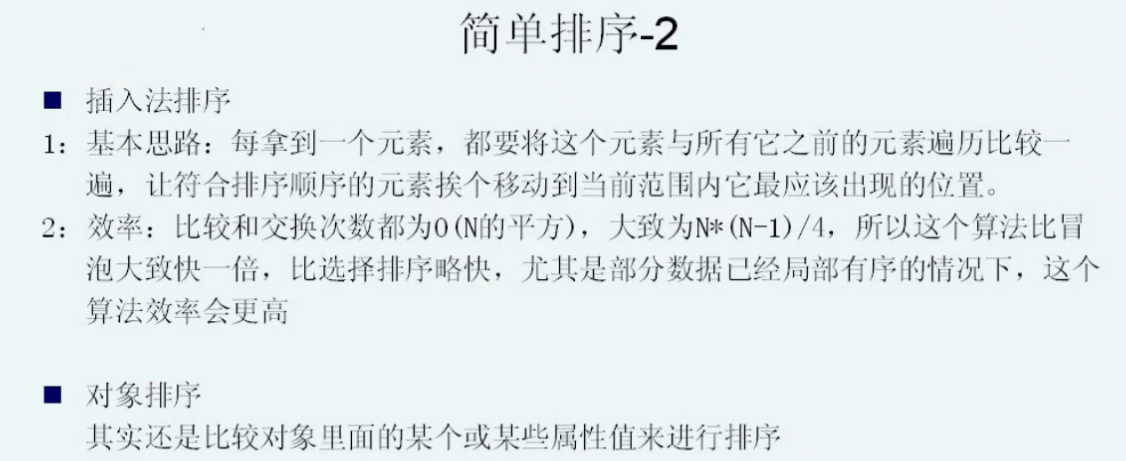 简单排序-2
■ 插入法排序
1：基本思路：每拿到一个元素，都要将这个元素与所有它之前的元素遍历比较一
遍，让符合排序顺序的元素挨个移动到当前范围内它最应该出现的位置。
2：效率：比较和交换次数都为O(N的平方)，大致为N*(N-1)/4，所以这个算法比冒
泡大致快一倍，比选择排序略快，尤其是部分数据已经局部有序的情况下，这个
算法效率会更高
■ 对象排序
其实还是比较对象里面的某个或某些属性值来进行排序